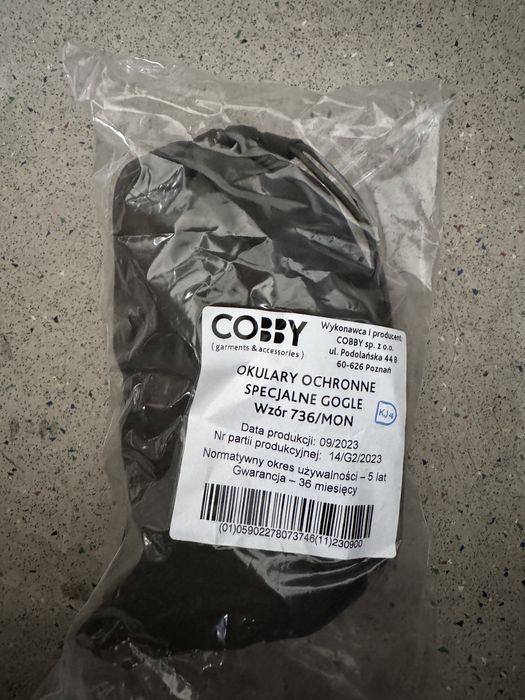 COBBY
( garments & accessories )
Wykonawca i producent:
COBBY sp. z o.o.
ul. Podolańska 44 B
60-626 Poznań
OKULARY OCHRONNE
SPECJALNE GOGLE
Wzór 736/MON
KJ4
Data produkcji: 09/2023
Nr partii produkcyjnej: 14/G2/2023
Normatywny okres używalności – 5 lat
Gwarancja – 36 miesięcy
(01)05902278073746(11)230900